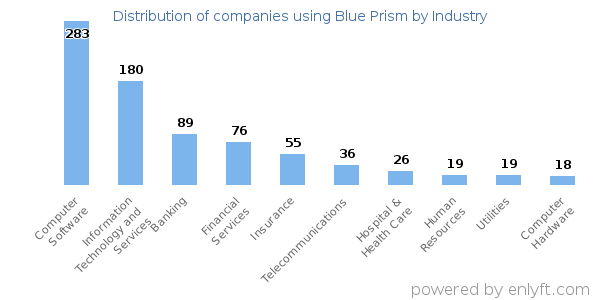 Distribution of companies using Blue Prism by Industry
283
180
89
76
55
36
26
19
19
18
Computer
Software
Information
Technology and
Services
Banking
Financial
Services
Insurance
Telecommunications
Hospital &
Health Care
Human
Resources
Utilities
Computer
Hardware
powered by enlyft.com